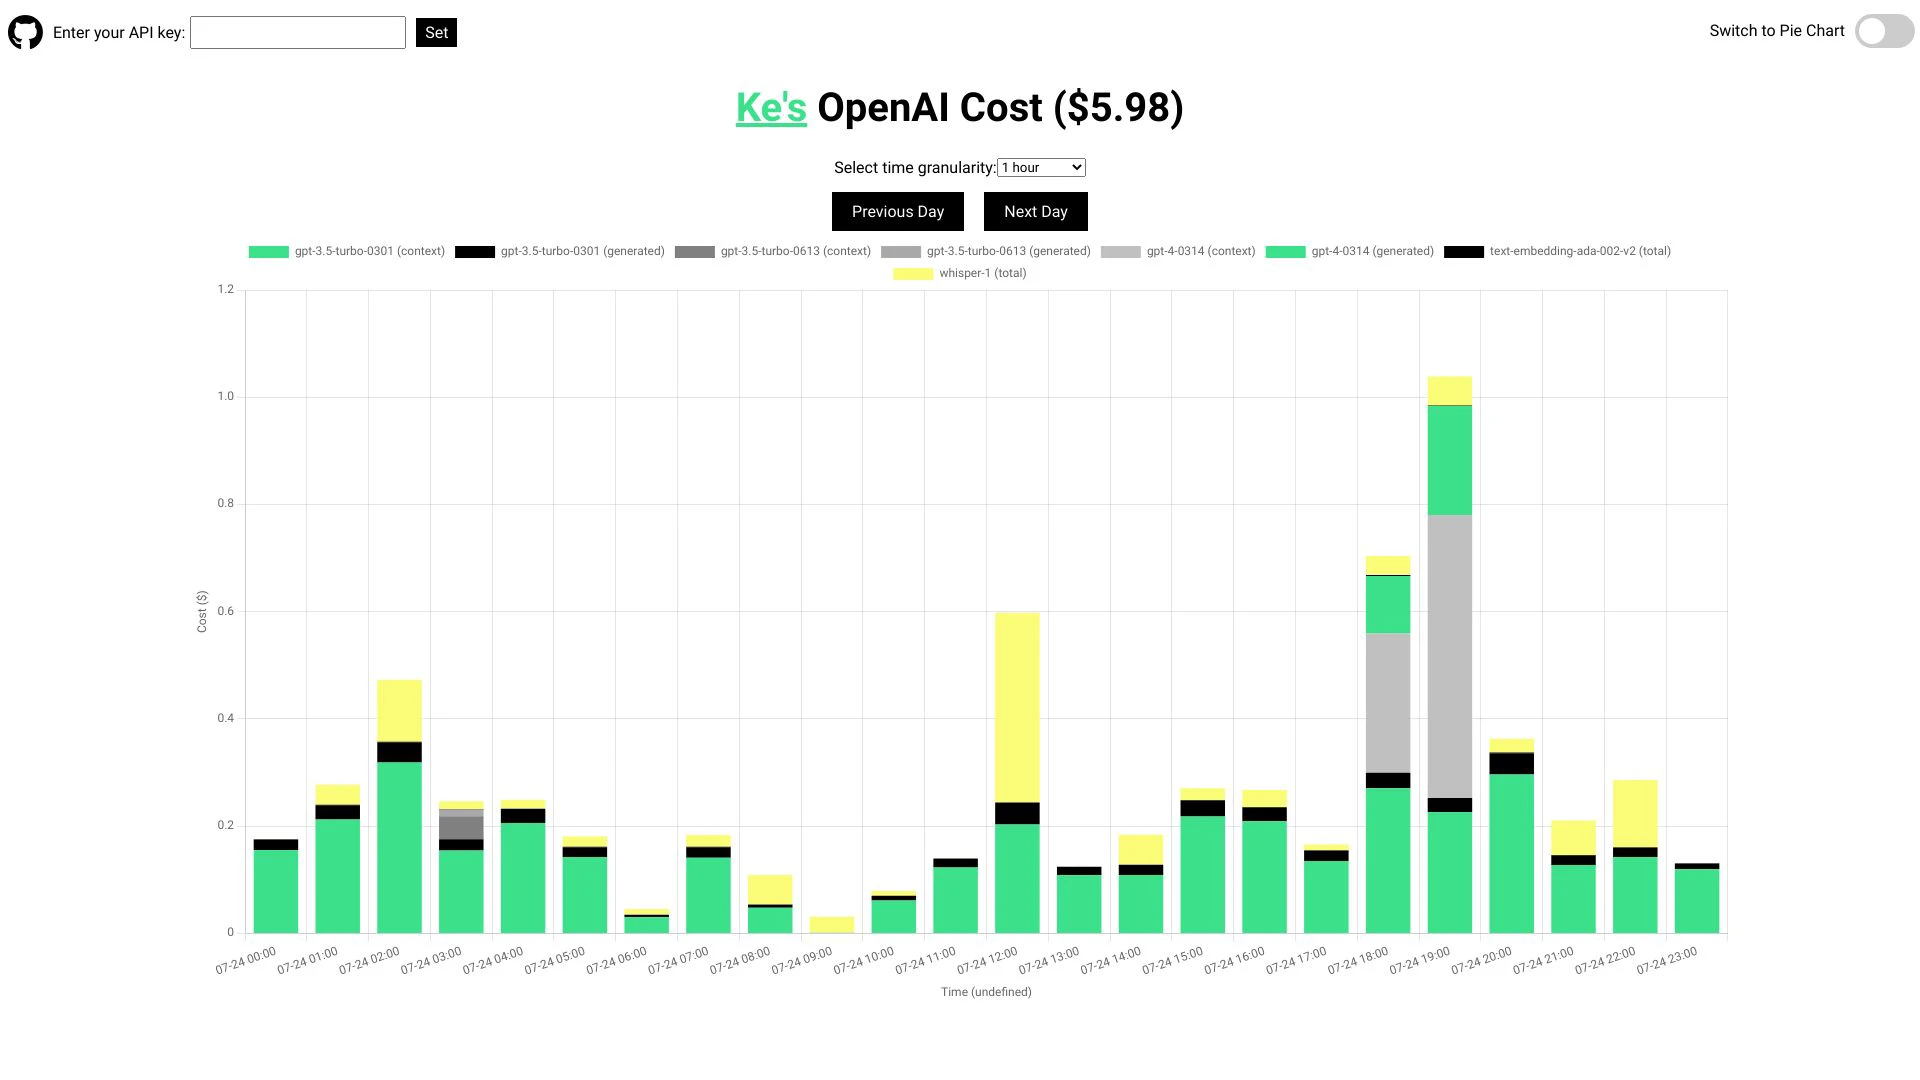 Enter your API key:
Set
Switch to Pie Chart
Ke's OpenAI Cost ($5.98)
Select time granularity: 1 hour
Previous Day
Next Day
gpt-3.5-turbo-0301 (context)
gpt-3.5-turbo-0301 (generated)
gpt-3.5-turbo-0613 (context)
gpt-3.5-turbo-0613 (generated)
gpt-4-0314 (context)
gpt-4-0314 (generated)
text-embedding-ada-002-v2 (total)
whisper-1 (total)
1.2
1.0
0.8
0.6
0.4
0.2
0
Cost ($)
07-24 00:00
07-24 01:00
07-24 02:00
07-24 03:00
07-24 04:00
07-24 05:00
07-24 06:00
07-24 07:00
07-24 08:00
07-24 09:00
07-24 10:00
07-24 11:00
07-24 12:00
07-24 13:00
07-24 14:00
07-24 15:00
07-24 16:00
07-24 17:00
07-24 18:00
07-24 19:00
07-24 20:00
07-24 21:00
07-24 22:00
07-24 23:00
Time (undefined)